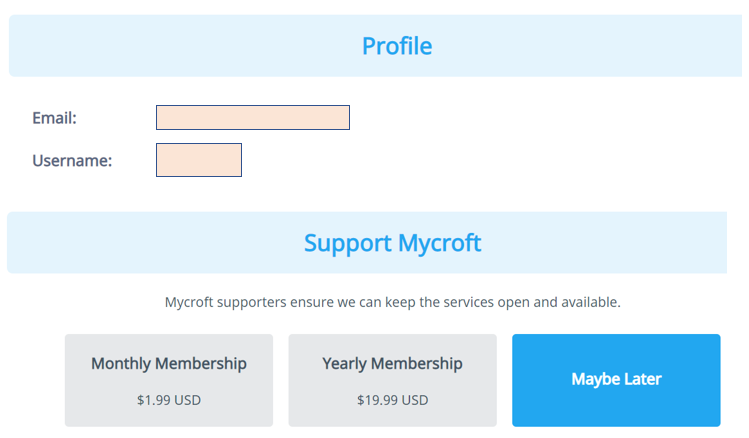 Profile
Email:
Username:
Support Mycroft
Mycroft supporters ensure we can keep the services open and available.
Monthly Membership
$1.99 USD
Yearly Membership
$19.99 USD
Maybe Later